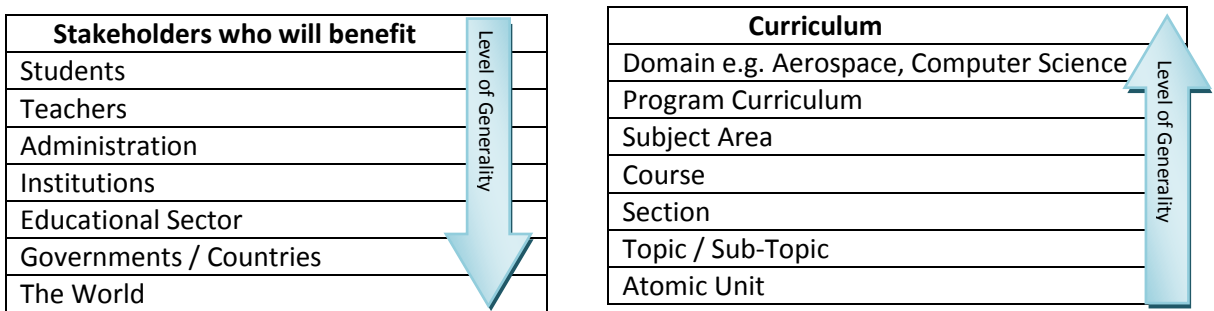 Stakeholders who will benefit
Students
Teachers
Administration
Institutions
Educational Sector
Governments / Countries
The World
Level of Generality
Curriculum
Domain e.g. Aerospace, Computer Science
Program Curriculum
Subject Area
Course
Section
Topic / Sub-Topic
Atomic Unit
Level of Generality